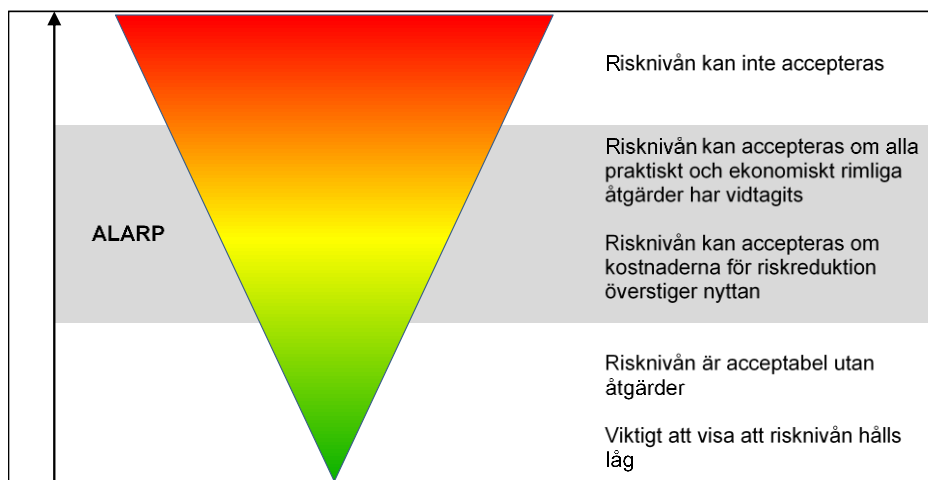 Risknivån kan inte accepteras
Risknivån kan accepteras om alla
praktiskt och ekonomiskt rimliga
åtgärder har vidtagits
ALARP
Risknivån kan accepteras om
kostnaderna för riskreduktion
överstiger nyttan
Risknivån är acceptabel utan
åtgärder
Viktigt att visa att risknivån hålls
låg